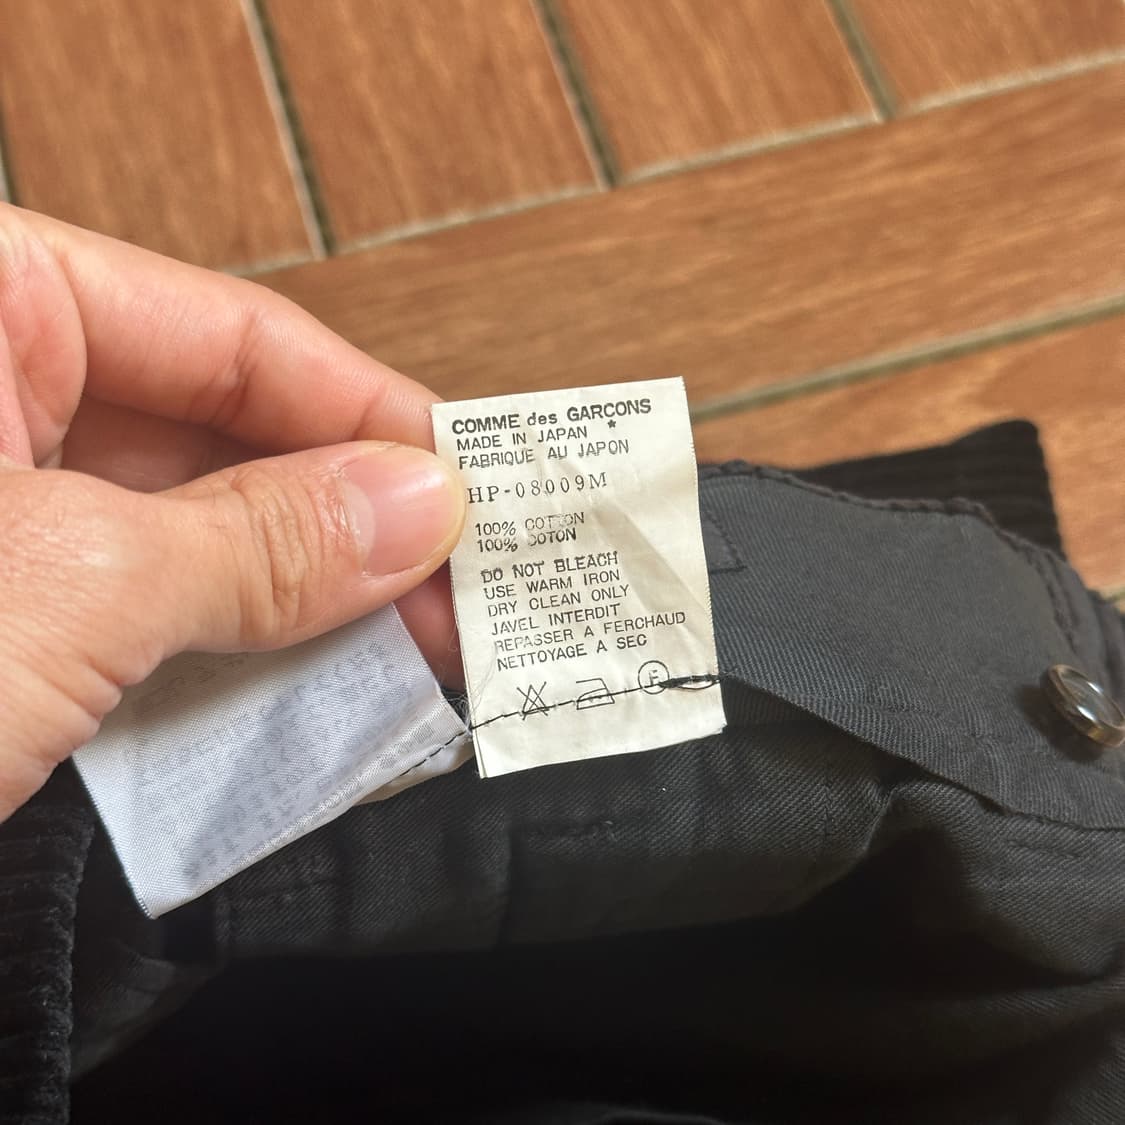 COMME des GARCONS
*
MADE IN JAPAN
FABRIQUE AU JAPON
HP-08009M
100% COTTON
100% COTON
DO NOT BLEACH
USE WARM IRON
DRY CLEAN ONLY
JAVEL INTERDIT
REPASSER A FERCHAUD
NETTOYAGE A SEC
F